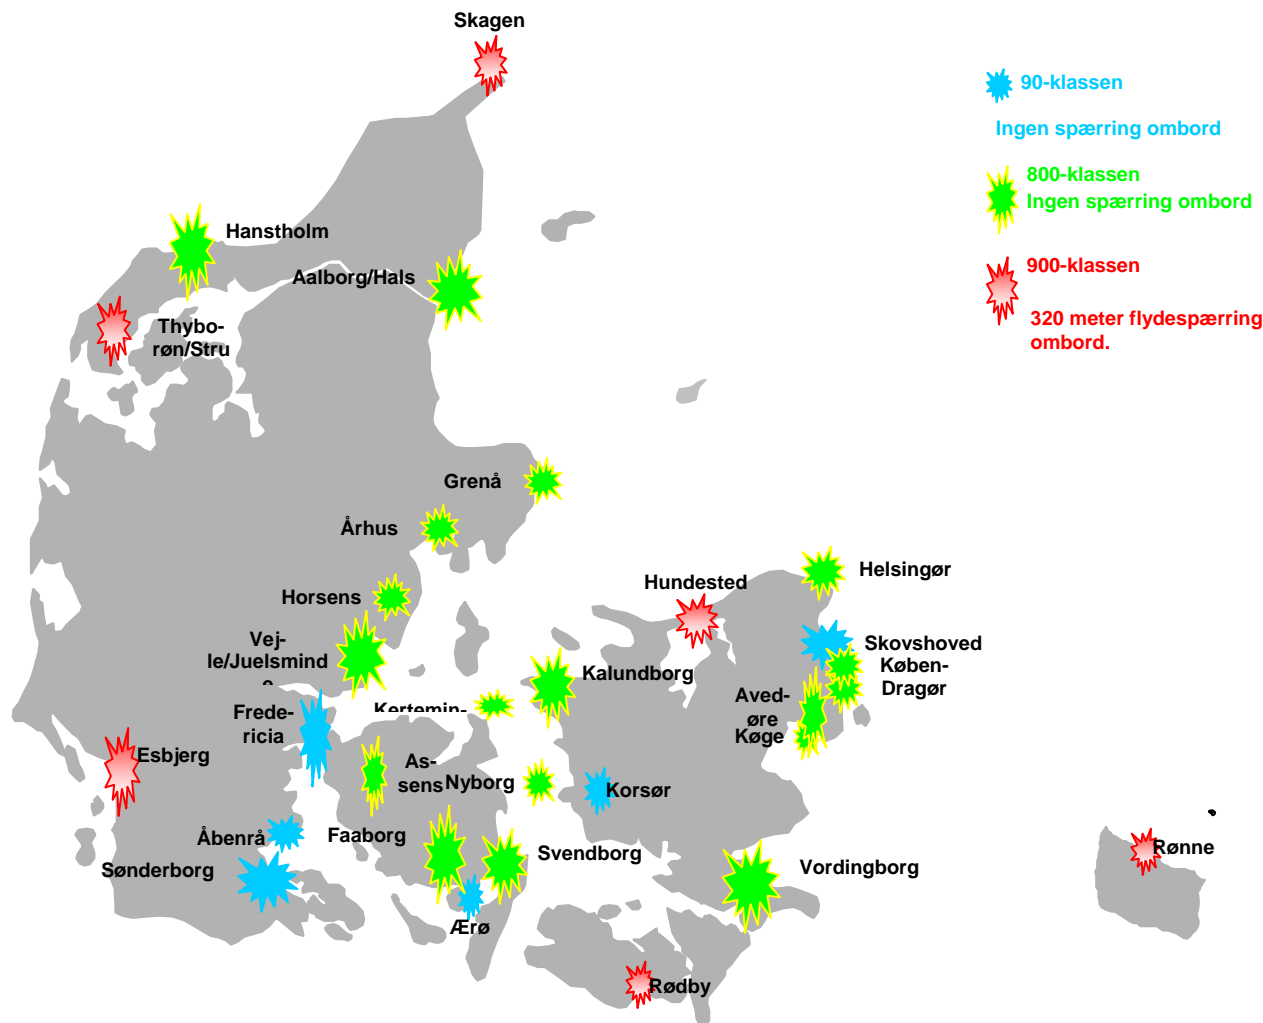 Skagen
90-klassen
Ingen spærring ombord
800-klassen
Ingen spærring ombord
900-klassen
320 meter flydespærring
ombord.
Hanstholm
Aalborg/Hals
Thybo-
røn/Stru
Grenå
Århus
Horsens
Vej-
le/Juelsmind
Hundested
Helsingør
Skovshoved
Køben-
Dragør
Kalundborg
Aved-
øre
Køge
Kertemin-
Frede-
ricia
Esbjerg
As-
sens
Nyborg
Korsør
Åbenrå
Faaborg
Svendborg
Sønderborg
Vordingborg
Ærø
Rødby
Rønne